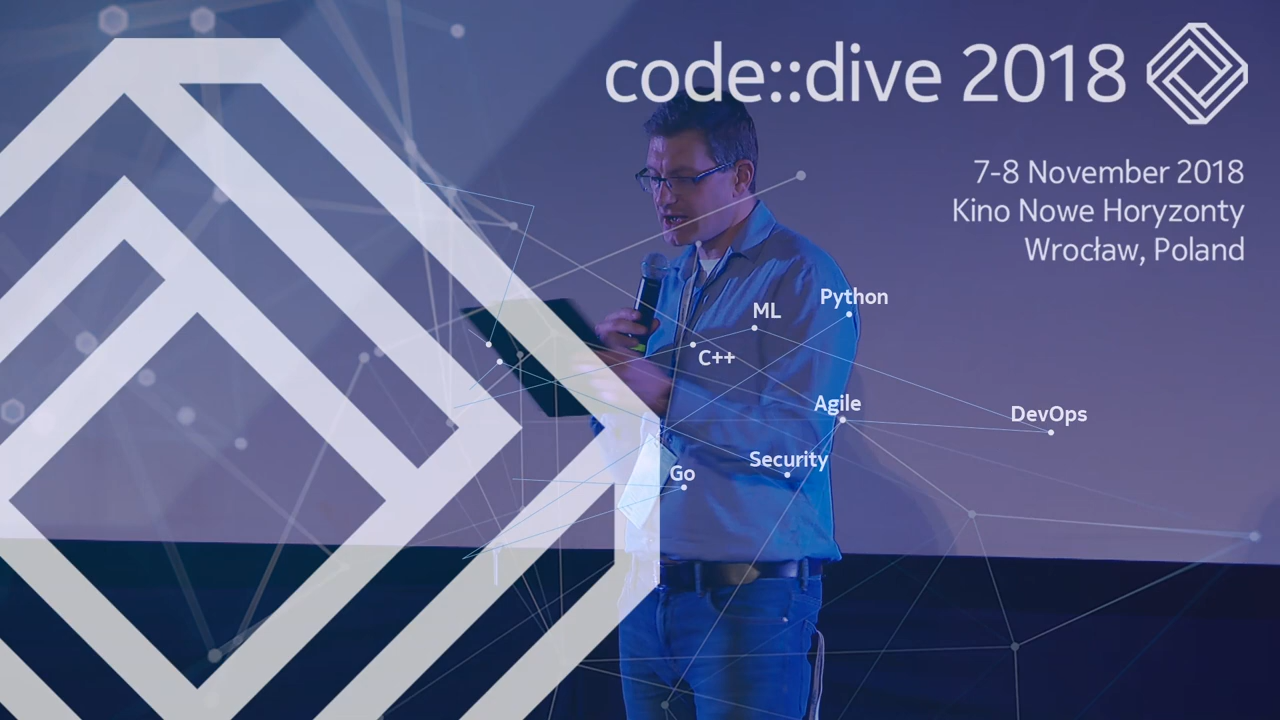 code::dive 2018
7-8 November 2018
Kino Nowe Horyzonty
Wrocław, Poland
Python
ML
C++
Agile
DevOps
Security
Go